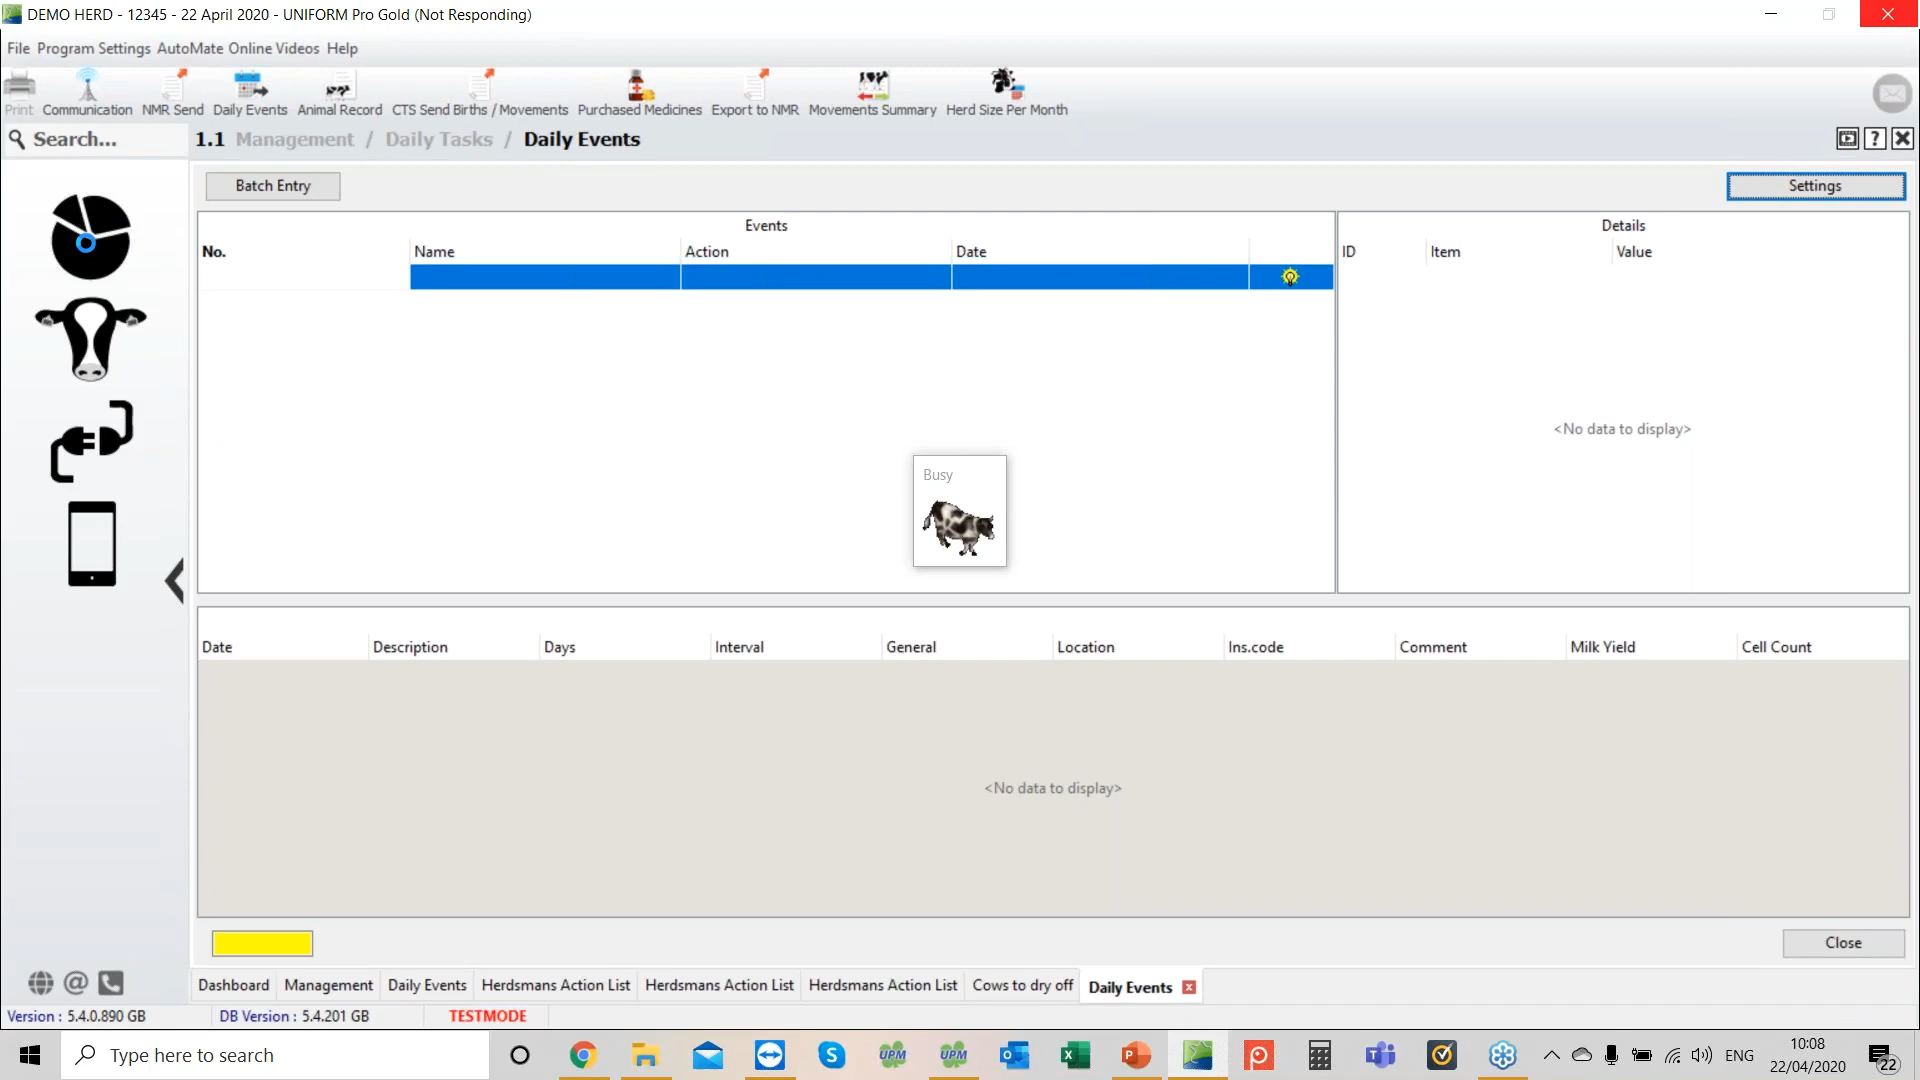 DEMO HERD - 12345 - 22 April 2020 - UNIFORM Pro Gold (Not Responding)
File Program Settings AutoMate Online Videos Help
Print Communication NMR Send Daily Events Animal Record CTS Send Births / Movements Purchased Medicines Export to NMR Movements Summary Herd Size Per Month
Search... 1.1 Management / Daily Tasks / Daily Events
Batch Entry Settings
Events Details
No. Name Action Date ID Item Value
<No data to display>
Busy
Date Description Days Interval General Location Ins.code Comment Milk Yield Cell Count
<No data to display>
Close
Dashboard Management Daily Events Herdsmans Action List Herdsmans Action List Herdsmans Action List Cows to dry off Daily Events
Version : 5.4.0.890 GB DB Version : 5.4.201 GB TESTMODE
Type here to search UPM UPM ENG 10:08
22/04/2020 22